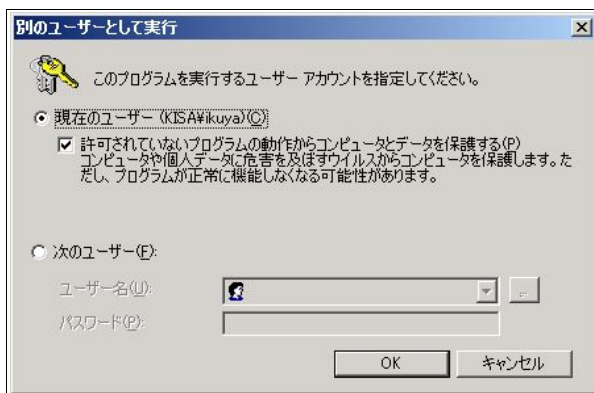 別のユーザーとして実行
このプログラムを実行するユーザー アカウントを指定してください。
現在のユーザー (KISA¥ikuya)(C)
許可されていないプログラムの動作からコンピュータとデータを保護する(P)
コンピュータや個人データに危害を及ぼすウイルスからコンピュータを保護します。た
だし、プログラムが正常に機能しなくなる可能性があります。
次のユーザー(F):
ユーザー名(U):
...
パスワード(P):
OK キャンセル